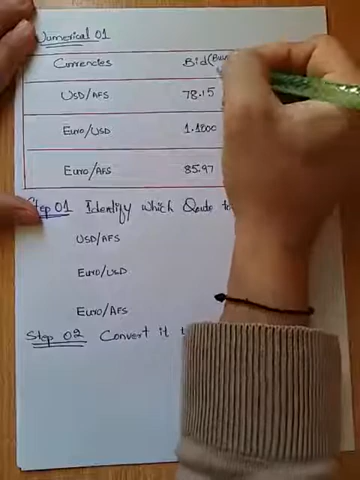 Numerical 01
Currencies Bid
USD/AFS 78.15
Euro/USD 1.1800
Euro/AFS 85.97
Step 01 Identify which Quote
USD/AFS
Euro/USD
Euro/AFS
Step 02 Convert it